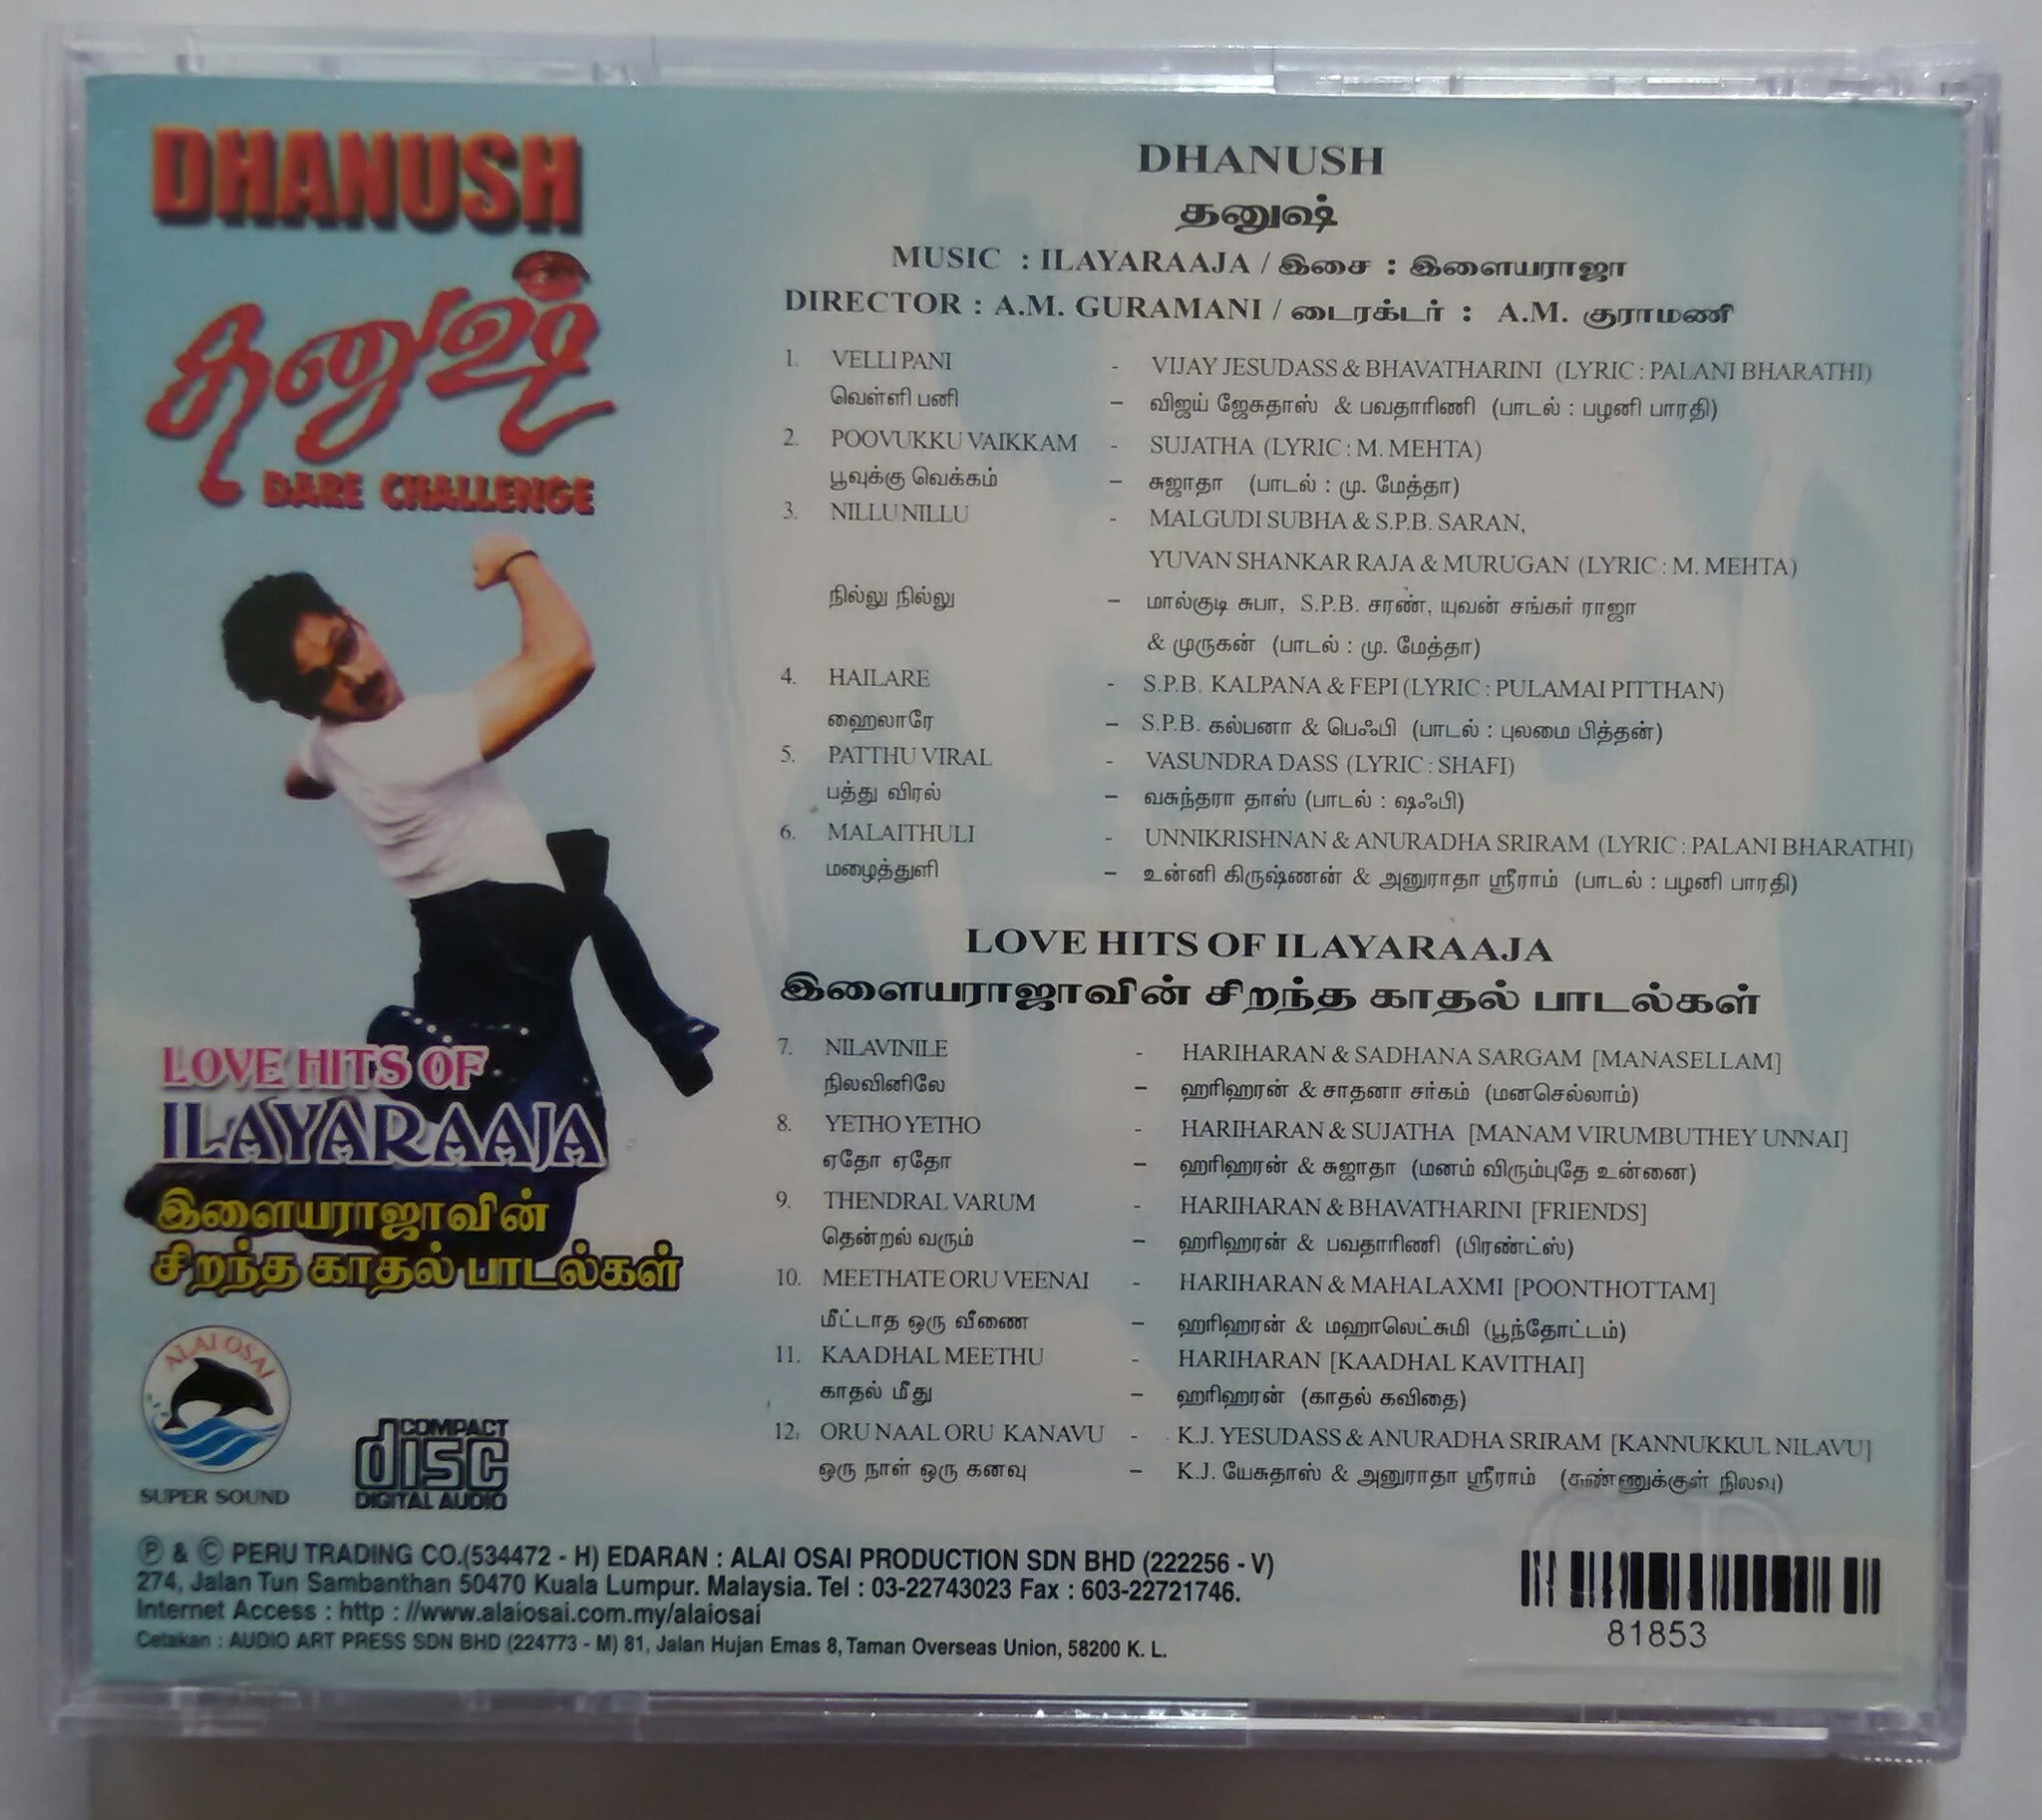 DHANUSH
தனுஷ்
DARE CHALLENGE
LOVE HITS OF
ILAYARAAJA
இளையராஜாவின்
சிறந்த காதல் பாடல்கள்
ALAI OSAI
SUPER SOUND
COMPACT
disc
DIGITAL AUDIO
DHANUSH
தனுஷ்
MUSIC : ILAYARAAJA / இசை : இளையராஜா
DIRECTOR : A.M. GURAMANI / டைரக்டர் : A.M. குராமணி
1. VELLI PANI - VIJAY JESUDASS & BHAVATHARINI (LYRIC : PALANI BHARATHI)
வெள்ளி பனி – விஜய் ஜேசுதாஸ் & பவதாரிணி (பாடல் : பழனி பாரதி)
2. POOVUKKU VAIKKAM - SUJATHA (LYRIC : M. MEHTA)
பூவுக்கு வெக்கம் – சுஜாதா (பாடல் : மு. மேத்தா)
3. NILLU NILLU - MALGUDI SUBHA & S.P.B. SARAN,
YUVAN SHANKAR RAJA & MURUGAN (LYRIC : M. MEHTA)
நில்லு நில்லு – மால்குடி சுபா, S.P.B. சரண், யுவன் சங்கர் ராஜா
& முருகன் (பாடல் : மு. மேத்தா)
4. HAILARE - S.P.B. KALPANA & FEPI (LYRIC : PULAMAI PITTHAN)
ஹைலாரே – S.P.B. கல்பனா & பெஃபி (பாடல் : புலமை பித்தன்)
5. PATTHU VIRAL - VASUNDRA DASS (LYRIC : SHAFI)
பத்து விரல் – வசுந்தரா தாஸ் (பாடல் : ஷஃபி)
6. MALAITHULI - UNNIKRISHNAN & ANURADHA SRIRAM (LYRIC : PALANI BHARATHI)
மழைத்துளி – உன்னி கிருஷ்ணன் & அனுராதா ஸ்ரீராம் (பாடல் : பழனி பாரதி)
LOVE HITS OF ILAYARAAJA
இளையராஜாவின் சிறந்த காதல் பாடல்கள்
7. NILAVINILE - HARIHARAN & SADHANA SARGAM [MANASELLAM]
நிலவினிலே – ஹரிஹரன் & சாதனா சர்கம் (மனசெல்லாம்)
8. YETHO YETHO - HARIHARAN & SUJATHA [MANAM VIRUMBUTHEY UNNAI]
ஏதோ ஏதோ – ஹரிஹரன் & சுஜாதா (மனம் விரும்புதே உன்னை)
9. THENDRAL VARUM - HARIHARAN & BHAVATHARINI [FRIENDS]
தென்றல் வரும் – ஹரிஹரன் & பவதாரிணி (பிரண்ட்ஸ்)
10. MEETHATE ORU VEENAI - HARIHARAN & MAHALAXMI [POONTHOTTAM]
மீட்டாத ஒரு வீணை – ஹரிஹரன் & மஹாலெட்சுமி (பூந்தோட்டம்)
11. KAADHAL MEETHU - HARIHARAN [KAADHAL KAVITHAI]
காதல் மீது – ஹரிஹரன் (காதல் கவிதை)
12. ORU NAAL ORU KANAVU - K.J. YESUDASS & ANURADHA SRIRAM [KANNUKKUL NILAVU]
ஒரு நாள் ஒரு கனவு – K.J. யேசுதாஸ் & அனுராதா ஸ்ரீராம் (கண்ணுக்குள் நிலவு)
℗ & © PERU TRADING CO.(534472 - H) EDARAN : ALAI OSAI PRODUCTION SDN BHD (222256 - V)
274, Jalan Tun Sambanthan 50470 Kuala Lumpur. Malaysia. Tel : 03-22743023 Fax : 603-22721746.
Internet Access : http : //www.alaiosai.com.my/alaiosai
Cetakan : AUDIO ART PRESS SDN BHD (224773 - M) 81, Jalan Hujan Emas 8, Taman Overseas Union, 58200 K. L.
81853